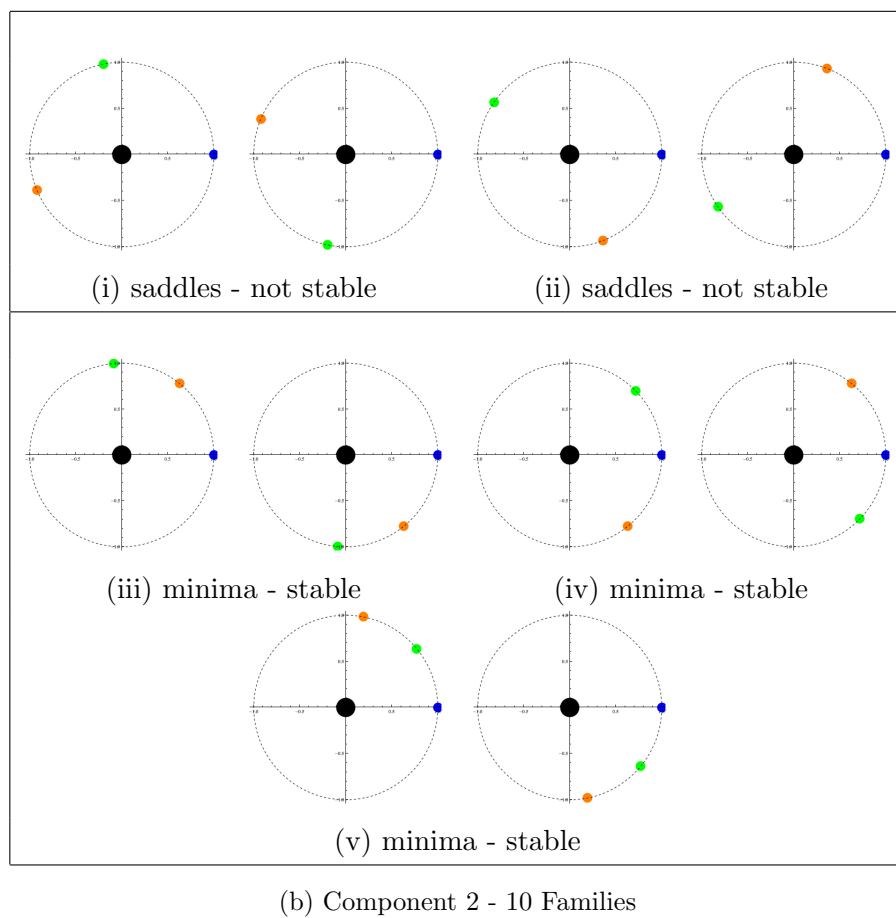 (i) saddles - not stable
(ii) saddles - not stable
(iii) minima - stable
(iv) minima - stable
(v) minima - stable
(b) Component 2 - 10 Families